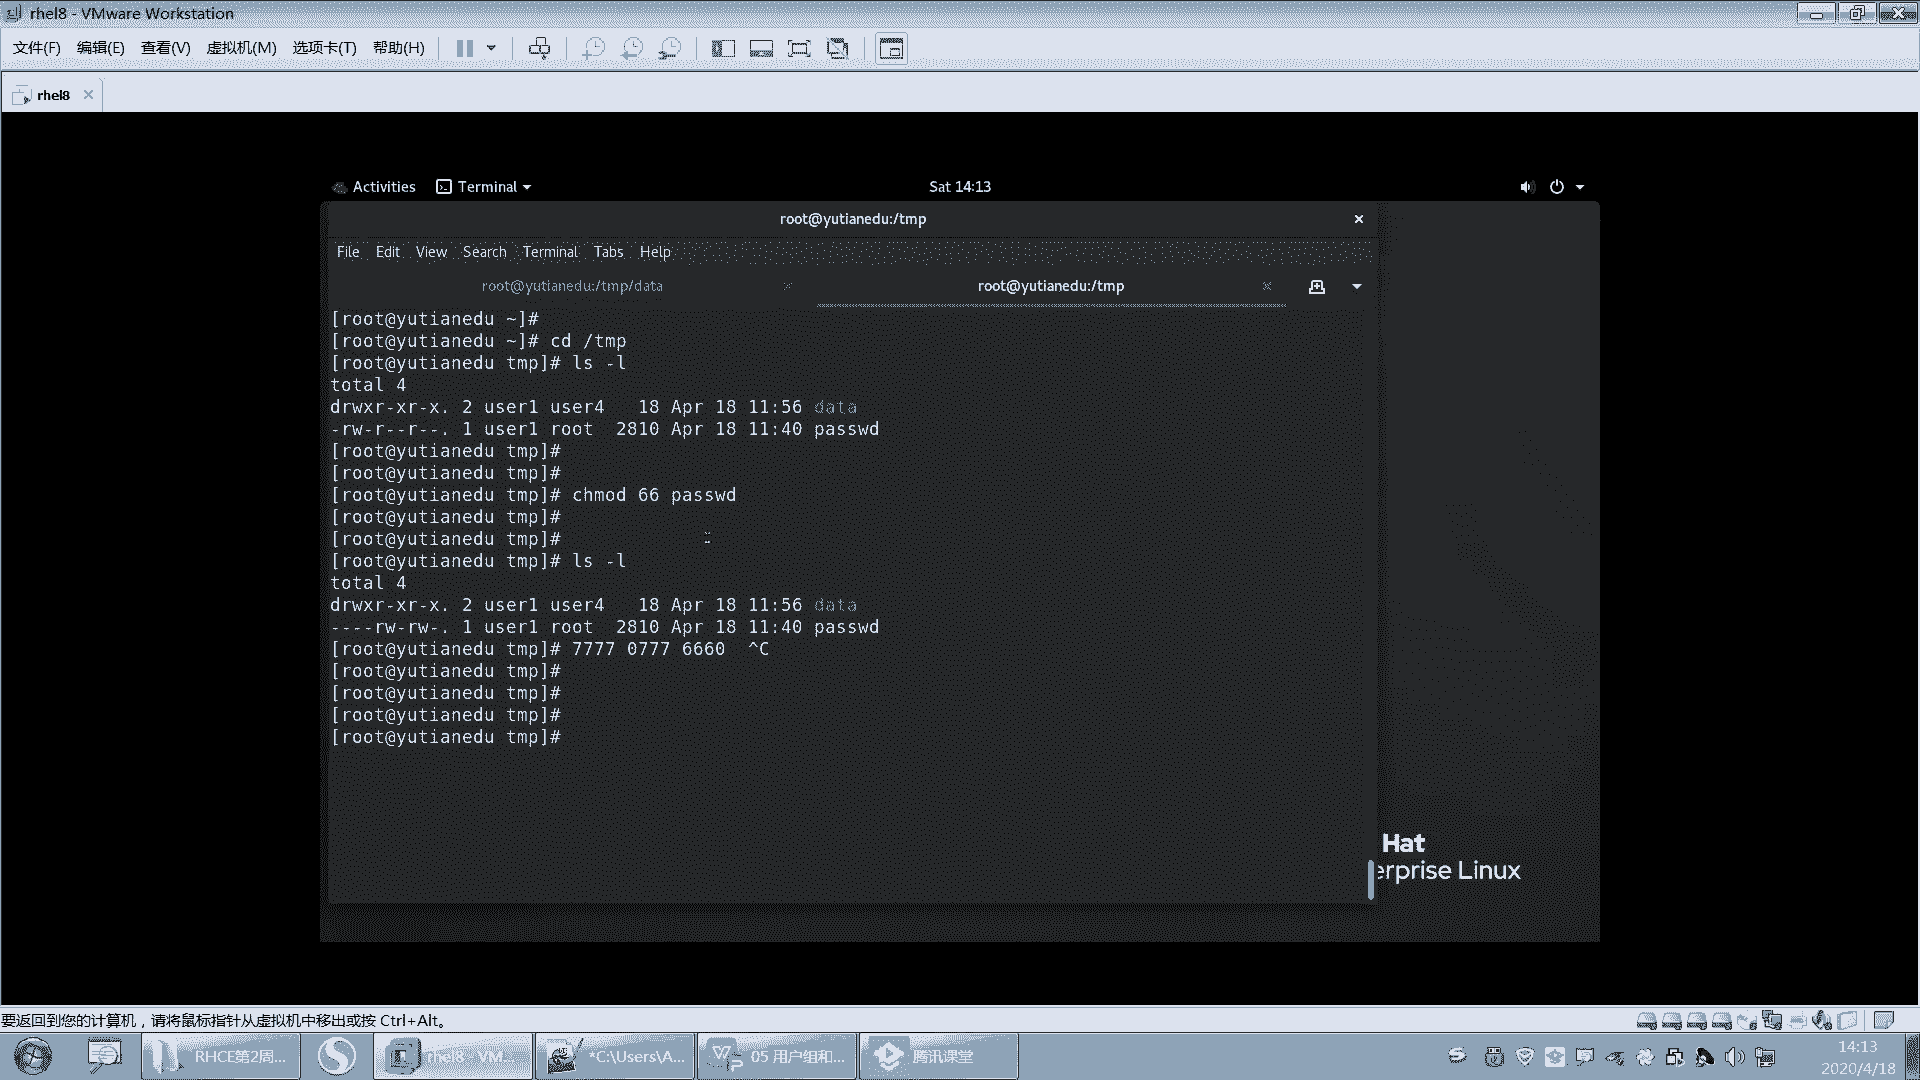 rhel8 - VMware Workstation
文件(F) 编辑(E) 查看(V) 虚拟机(M) 选项卡(T) 帮助(H)
rhel8
Activities Terminal Sat 14:13
root@yutianedu:/tmp
File Edit View Search Terminal Tabs Help
root@yutianedu:/tmp/data root@yutianedu:/tmp
[root@yutianedu ~]#
[root@yutianedu ~]# cd /tmp
[root@yutianedu tmp]# ls -l
total 4
drwxr-xr-x. 2 user1 user4   18 Apr 18 11:56 data
-rw-r--r--. 1 user1 root  2810 Apr 18 11:40 passwd
[root@yutianedu tmp]#
[root@yutianedu tmp]#
[root@yutianedu tmp]# chmod 66 passwd
[root@yutianedu tmp]#
[root@yutianedu tmp]#
[root@yutianedu tmp]# ls -l
total 4
drwxr-xr-x. 2 user1 user4   18 Apr 18 11:56 data
----rw-rw-. 1 user1 root  2810 Apr 18 11:40 passwd
[root@yutianedu tmp]# 7777 0777 6660  ^C
[root@yutianedu tmp]#
[root@yutianedu tmp]#
[root@yutianedu tmp]#
[root@yutianedu tmp]#
Hat
erprise Linux
要返回到您的计算机，请将鼠标指针从虚拟机中移出或按 Ctrl+Alt。
RHCE第2周... rhel8 - VM... *C:\Users\A... 05 用户组和... 腾讯课堂
14:13
2020/4/18